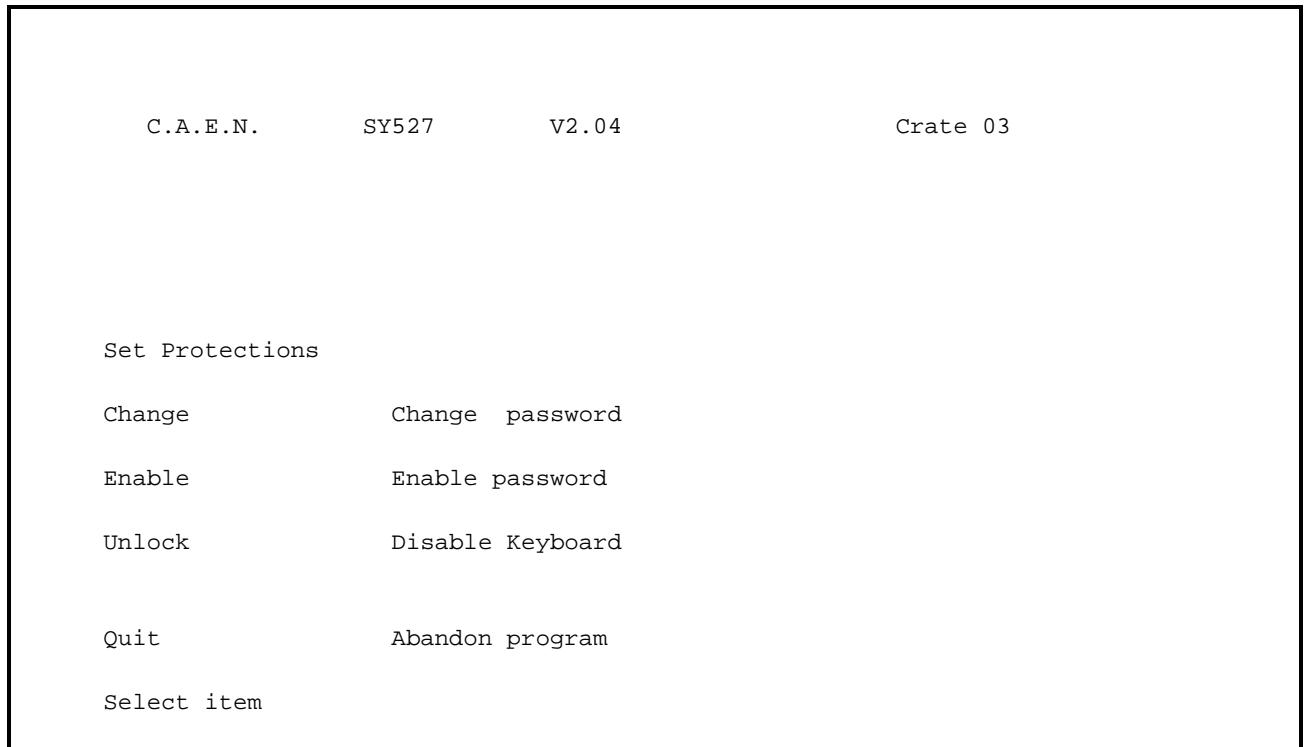 C.A.E.N. SY527 V2.04 Crate 03
Set Protections
Change Change password
Enable Enable password
Unlock Disable Keyboard
Quit Abandon program
Select item